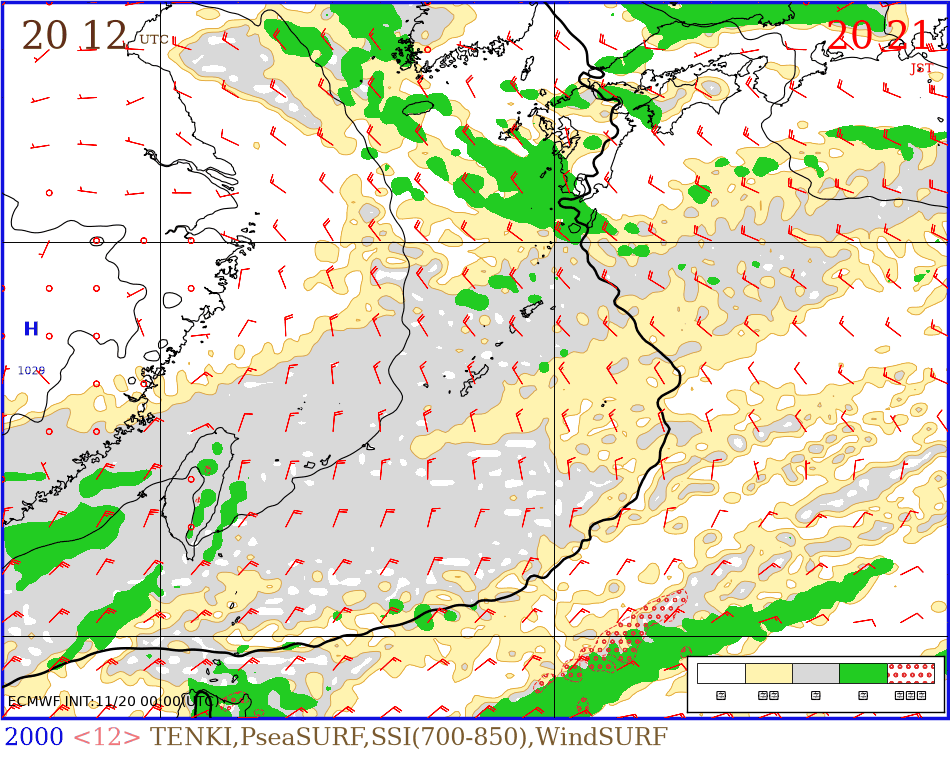 20 12 UTC
20 21
JST
H
1029
ECMWF INIT:11/20 00:00(UTC)
2000 <12> TENKI,PseaSURF,SSI(700-850),WindSURF